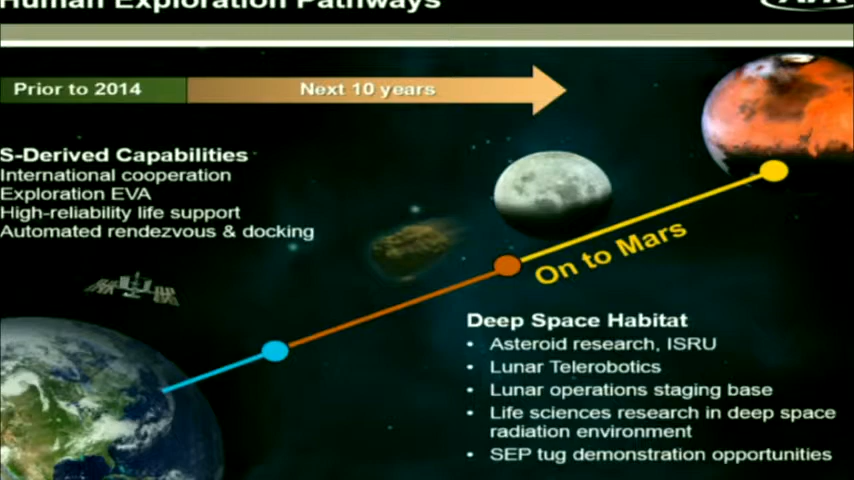 Human Exploration Pathways
Prior to 2014
Next 10 years
S-Derived Capabilities
International cooperation
Exploration EVA
High-reliability life support
Automated rendezvous & docking
On to Mars
Deep Space Habitat
• Asteroid research, ISRU
• Lunar Telerobotics
• Lunar operations staging base
• Life sciences research in deep space
radiation environment
• SEP tug demonstration opportunities